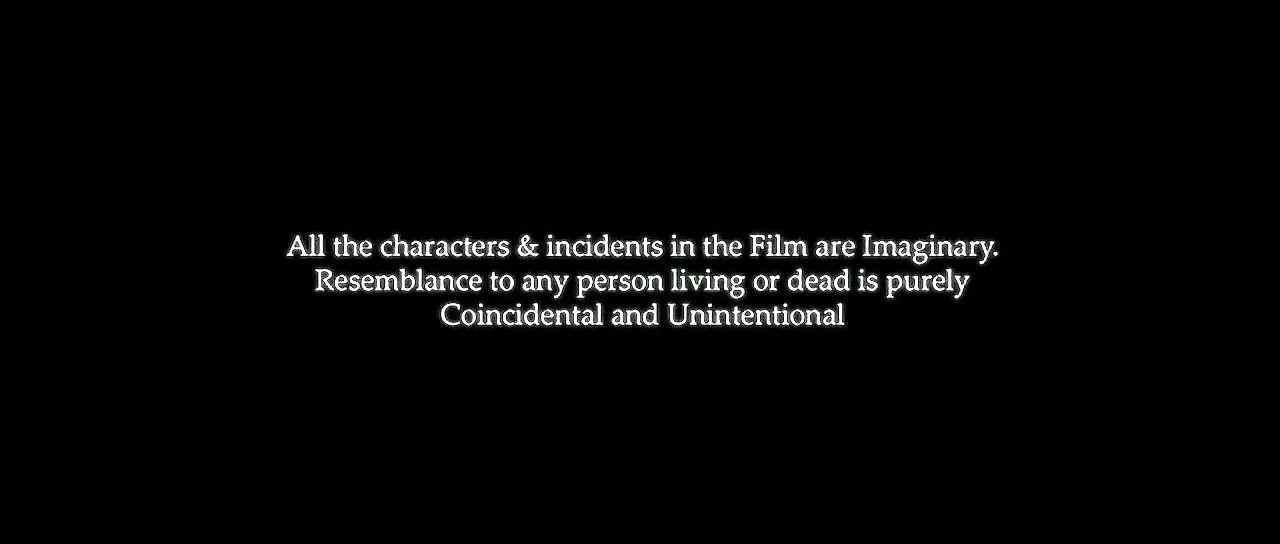 All the characters & incidents in the Film are Imaginary.
Resemblance to any person living or dead is purely
Coincidental and Unintentional